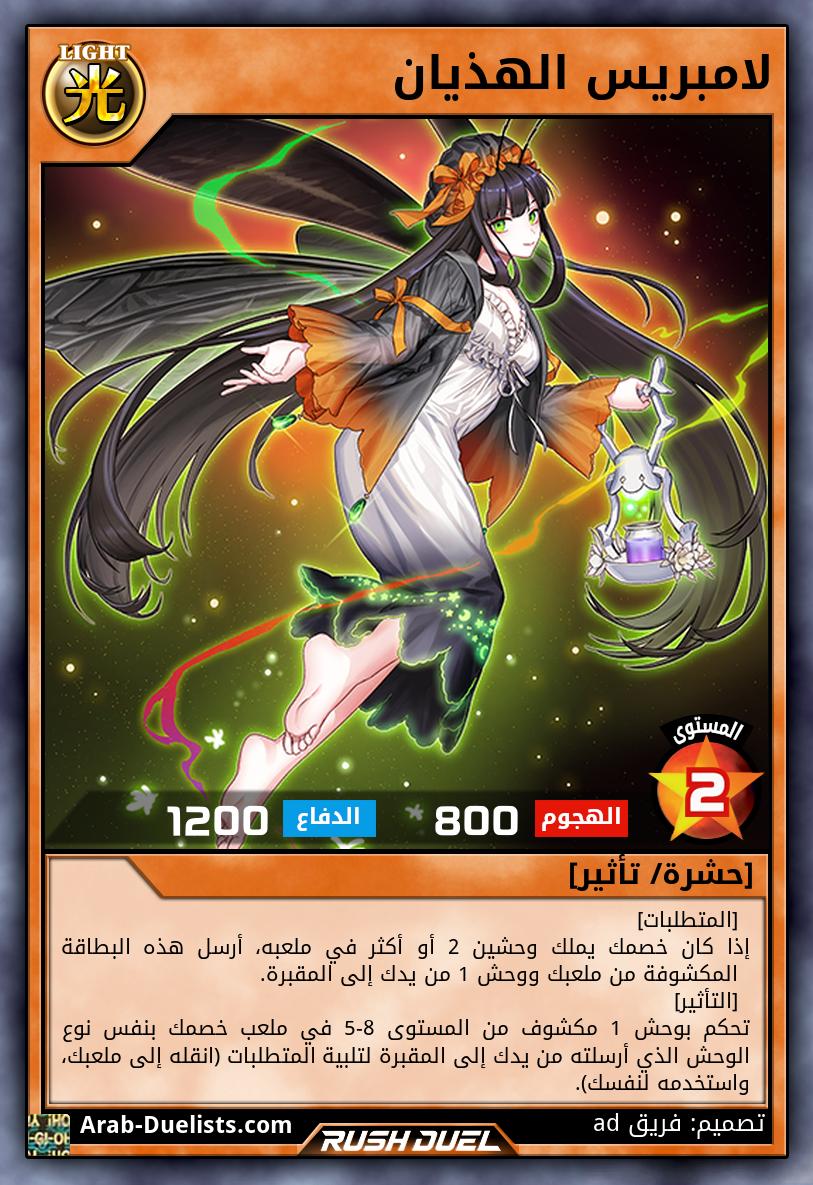 LIGHT
光
لامبريس الهذيان
المستوى
2
الهجوم 800 الدفاع 1200
[حشرة/ تأثير]
[المتطلبات]
إذا كان خصمك يملك وحشين 2 أو أكثر في ملعبه، أرسل هذه البطاقة
المكشوفة من ملعبك ووحش 1 من يدك إلى المقبرة.
[التأثير]
تحكم بوحش 1 مكشوف من المستوى 8-5 في ملعب خصمك بنفس نوع
الوحش الذي أرسلته من يدك إلى المقبرة لتلبية المتطلبات (انقله إلى ملعبك،
واستخدمه لنفسك).
تصميم: فريق ad
RUSH DUEL
Arab-Duelists.com